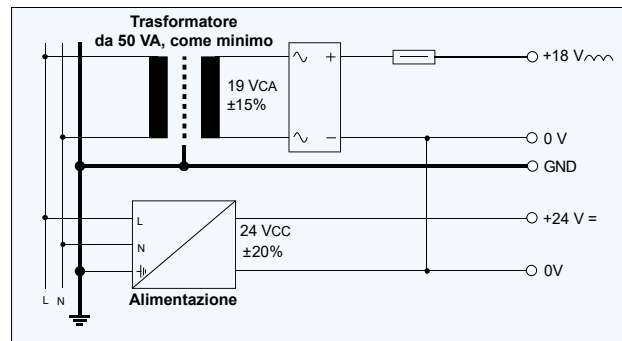 Trasformatore
da 50 VA, come minimo
19 VCA
±15%
+
−
+18 V
0 V
GND
L
N
24 VCC
±20%
+24 V =
0V
L N
Alimentazione